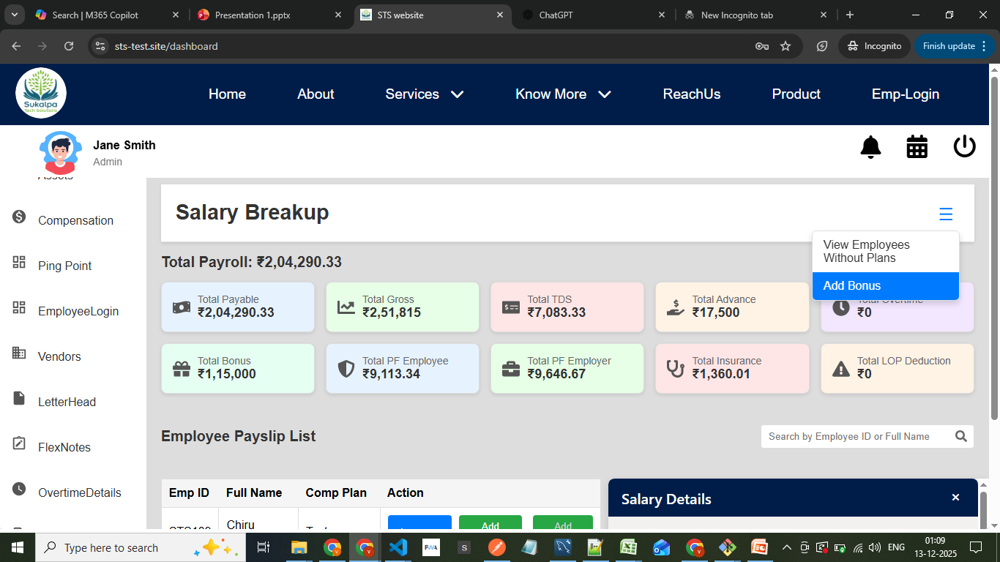 Search | M365 Copilot
Presentation 1.pptx
STS website
ChatGPT
New Incognito tab
sts-test.site/dashboard
Incognito
Finish update
Sukalpa
Tech Solutions
Home
About
Services
Know More
ReachUs
Product
Emp-Login
Jane Smith
Admin
Assets
Compensation
Ping Point
EmployeeLogin
Vendors
LetterHead
FlexNotes
OvertimeDetails
Salary Breakup
View Employees
Without Plans
Add Bonus
Total Payroll: ₹2,04,290.33
Total Payable
₹2,04,290.33
Total Gross
₹2,51,815
Total TDS
₹7,083.33
Total Advance
₹17,500
Total Overtime
₹0
Total Bonus
₹1,15,000
Total PF Employee
₹9,113.34
Total PF Employer
₹9,646.67
Total Insurance
₹1,360.01
Total LOP Deduction
₹0
Employee Payslip List
Search by Employee ID or Full Name
Emp ID Full Name Comp Plan Action
Chiru
Add
Add
Salary Details
Type here to search
PWA
S
ENG
01:09
13-12-2025